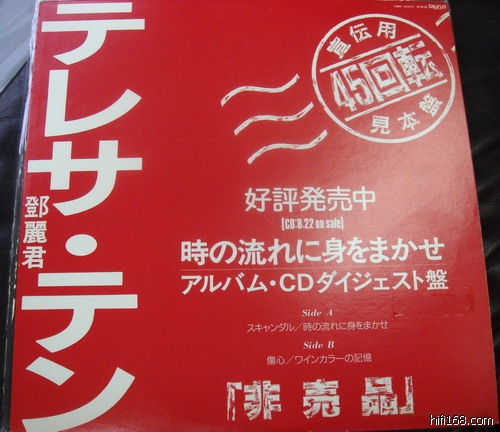 テレサ・テン
鄧麗君
taurus
宣伝用
45回転
見本盤
好評発売中
[CD:8.22 on sale]
時の流れに身をまかせ
アルバム・CDダイジェスト盤
Side A
スキャンダル／時の流れに身をまかせ
Side B
傷心／ワインカラーの記憶
「非売品」
hifi168.com